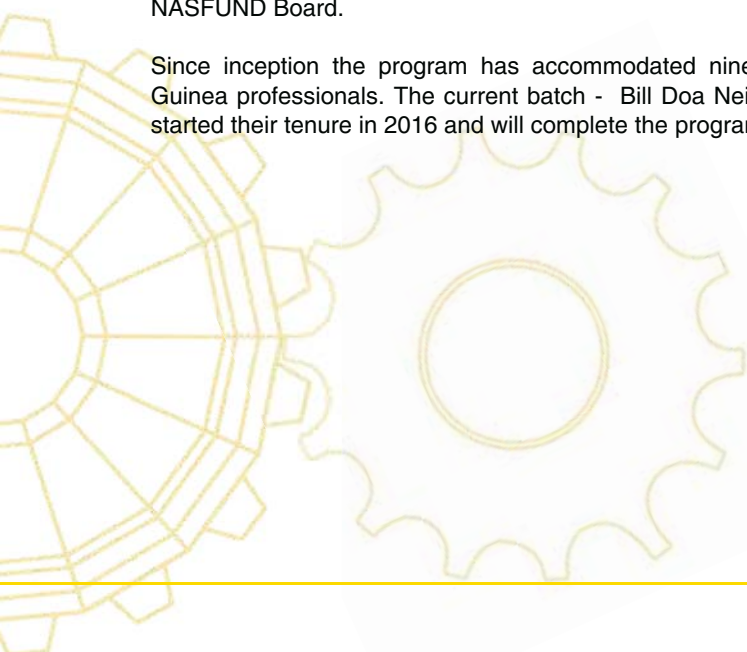 NASFUND Board.
Since inception the program has accommodated nine
Guinea professionals. The current batch - Bill Doa Nei
started their tenure in 2016 and will complete the program